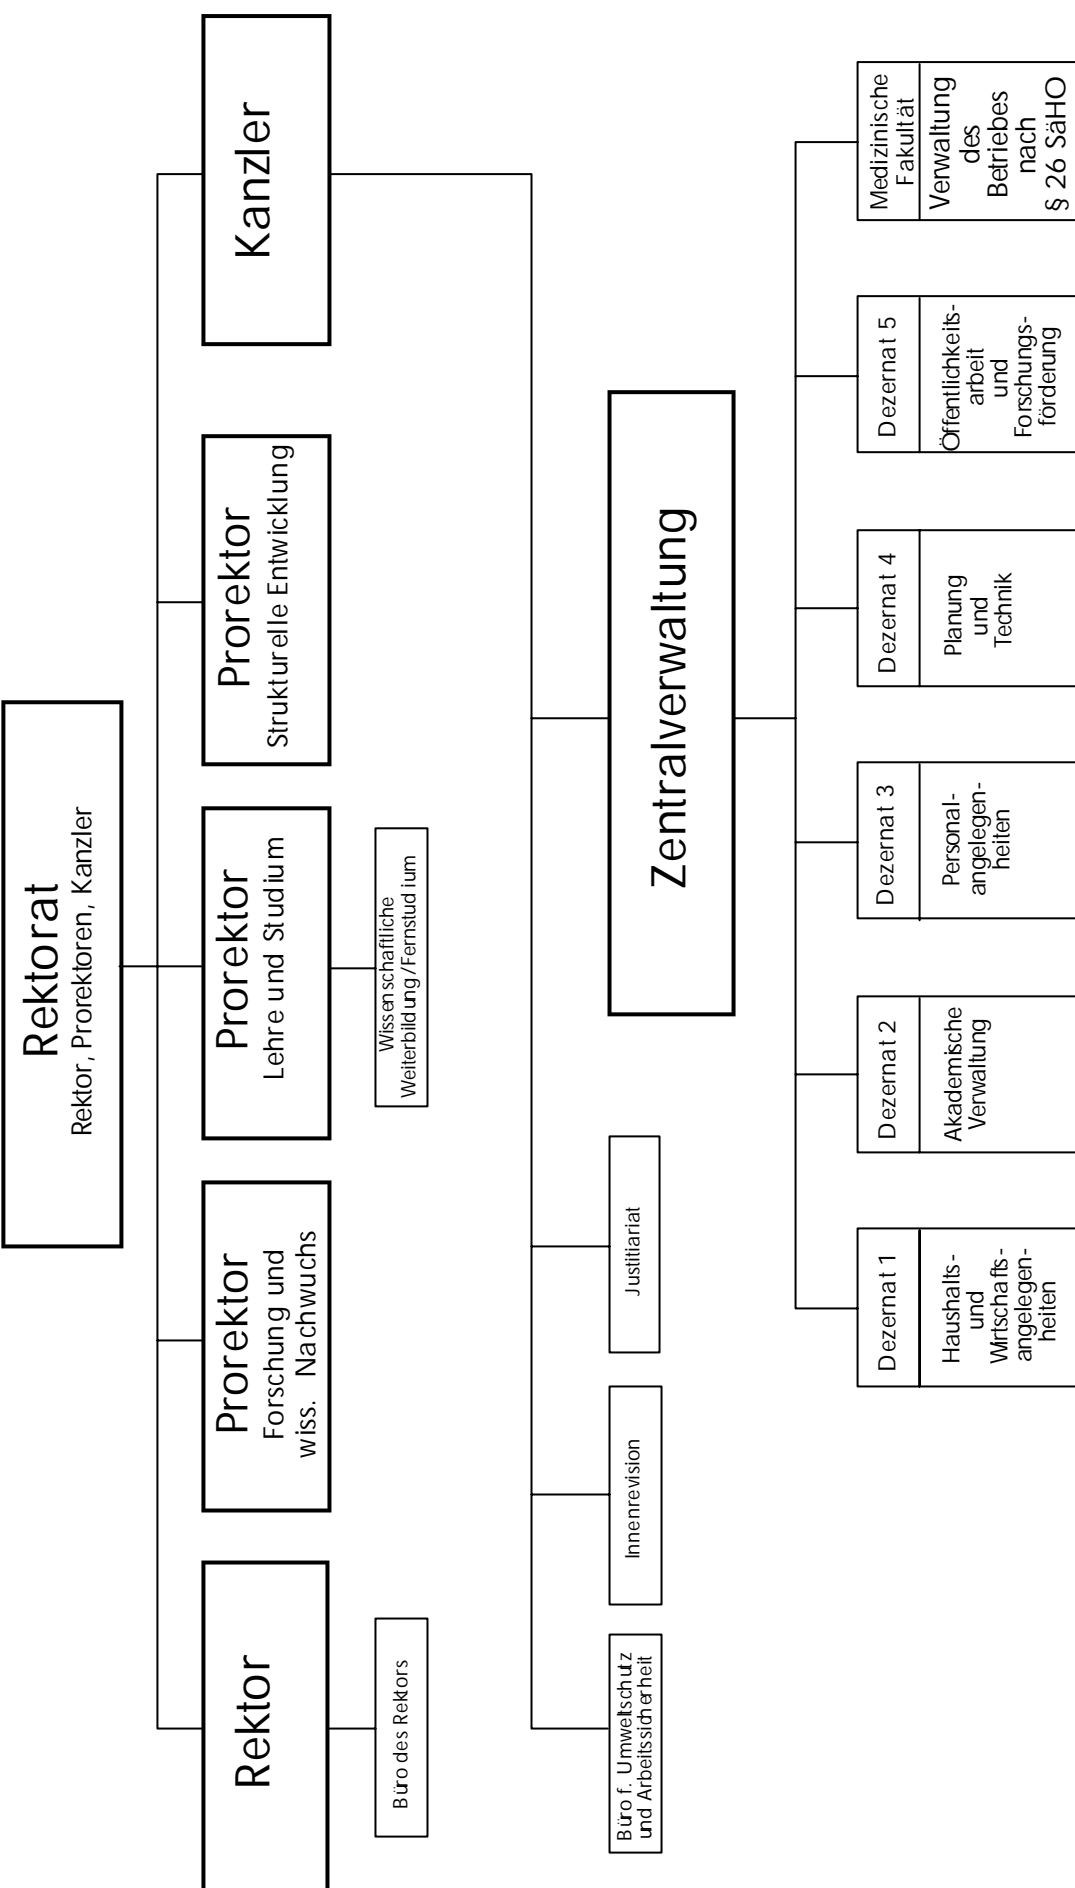 Rektorat
Rektor, Prorektoren, Kanzler
Rektor
Prorektor
Forschung und
wiss. Nachwuchs
Prorektor
Lehre und Studium
Prorektor
Strukturelle Entwicklung
Kanzler
Büro des Rektors
Wissenschaftliche
Weiterbildung/Fernstudium
Büro f. Umweltschutz
und Arbeitssicherheit
Innenrevision
Justitiariat
Zentralverwaltung
Dezernat 1
Haushalts-
und
Wirtschafts-
angelegen-
heiten
Dezernat 2
Akademische
Verwaltung
Dezernat 3
Personal-
angelegen-
heiten
Dezernat 4
Planung
und
Technik
Dezernat 5
Öffentlichkeits-
arbeit
und
Forschungs-
förderung
Medizinische
Fakultät
Verwaltung
des
Betriebes
nach
§ 26 SäHO